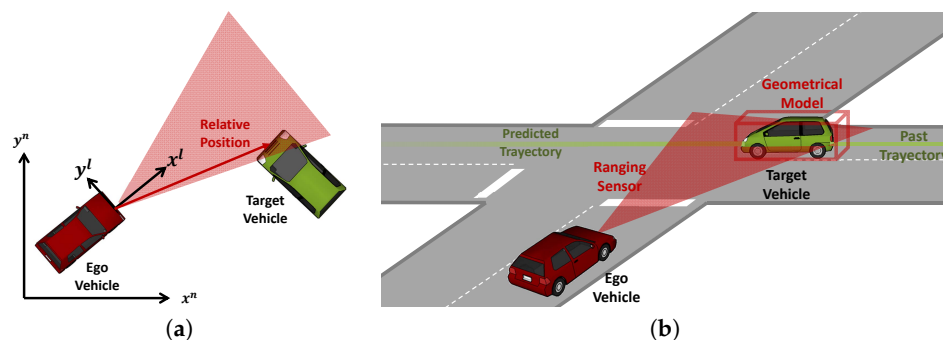 yⁿ
Relative
Position
yˡ
xˡ
Target
Vehicle
Ego
Vehicle
xⁿ
(a)
Geometrical
Model
Predicted
Trayectory
Past
Trayectory
Ranging
Sensor
Target
Vehicle
Ego
Vehicle
(b)